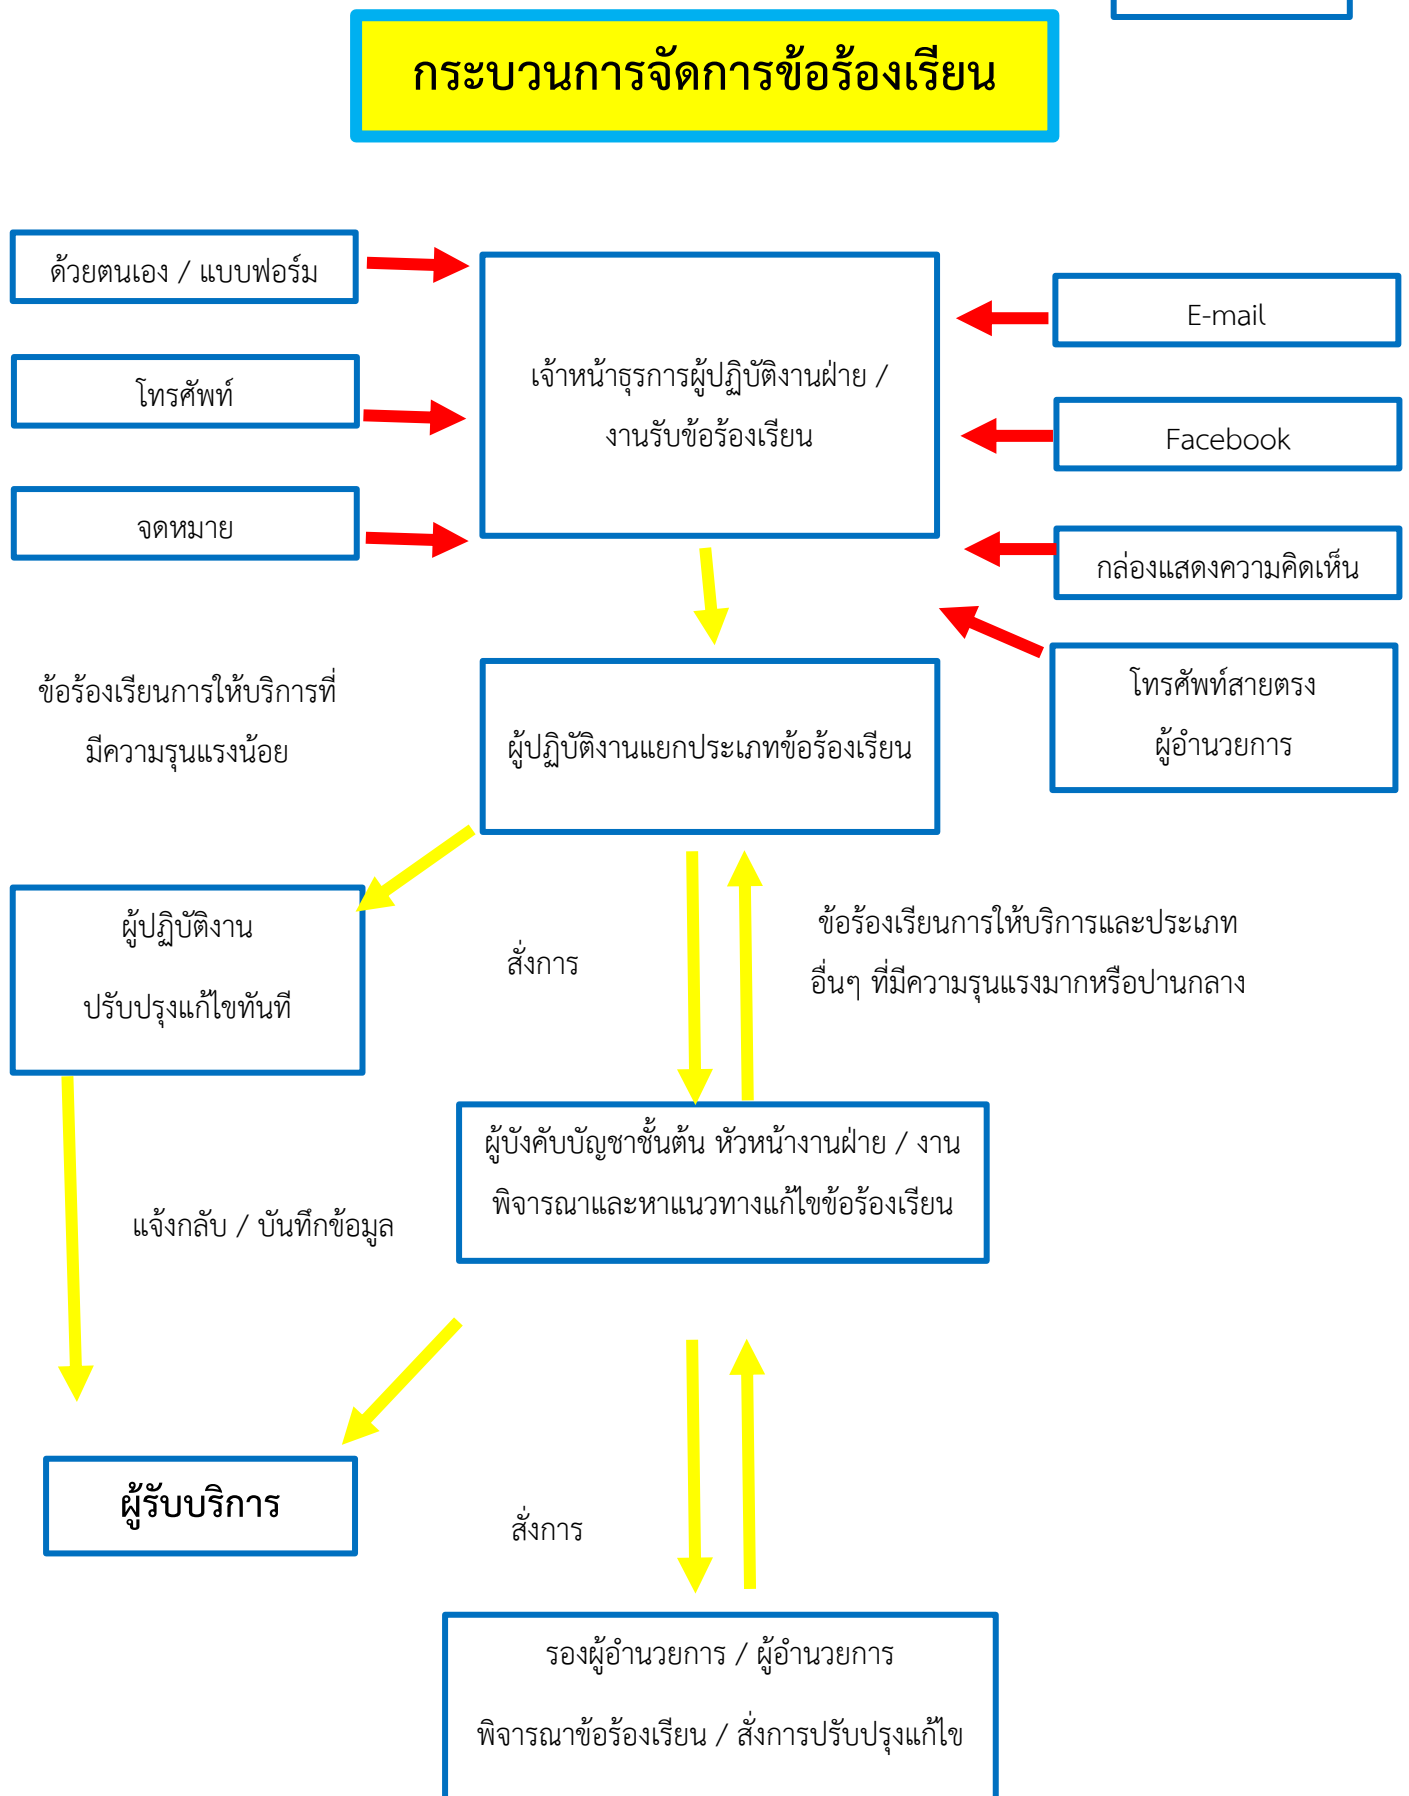 กระบวนการจัดการข้อร้องเรียน
ด้วยตนเอง / แบบฟอร์ม
โทรศัพท์
จดหมาย
เจ้าหน้าธุรการผู้ปฏิบัติงานฝ่าย /
งานรับข้อร้องเรียน
E-mail
Facebook
กล่องแสดงความคิดเห็น
โทรศัพท์สายตรง
ผู้อำนวยการ
ข้อร้องเรียนการให้บริการที่
มีความรุนแรงน้อย
ผู้ปฏิบัติงานแยกประเภทข้อร้องเรียน
ผู้ปฏิบัติงาน
ปรับปรุงแก้ไขทันที
สั่งการ
ข้อร้องเรียนการให้บริการและประเภท
อื่นๆ ที่มีความรุนแรงมากหรือปานกลาง
ผู้บังคับบัญชาชั้นต้น หัวหน้างานฝ่าย / งาน
พิจารณาและหาแนวทางแก้ไขข้อร้องเรียน
แจ้งกลับ / บันทึกข้อมูล
ผู้รับบริการ
สั่งการ
รองผู้อำนวยการ / ผู้อำนวยการ
พิจารณาข้อร้องเรียน / สั่งการปรับปรุงแก้ไข